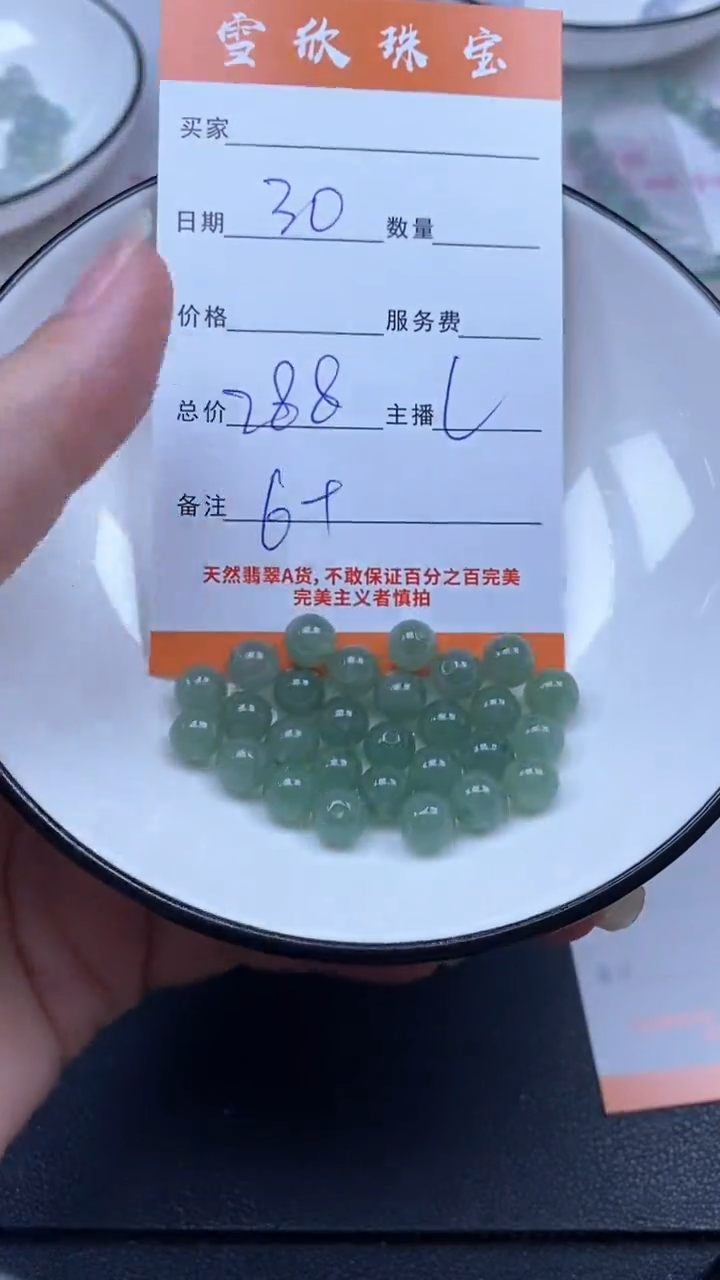 雪欣珠宝
买家
日期 30 数量
价格 服务费
总价 288 主播 L
备注 6+
天然翡翠A货,不敢保证百分之百完美
完美主义者慎拍